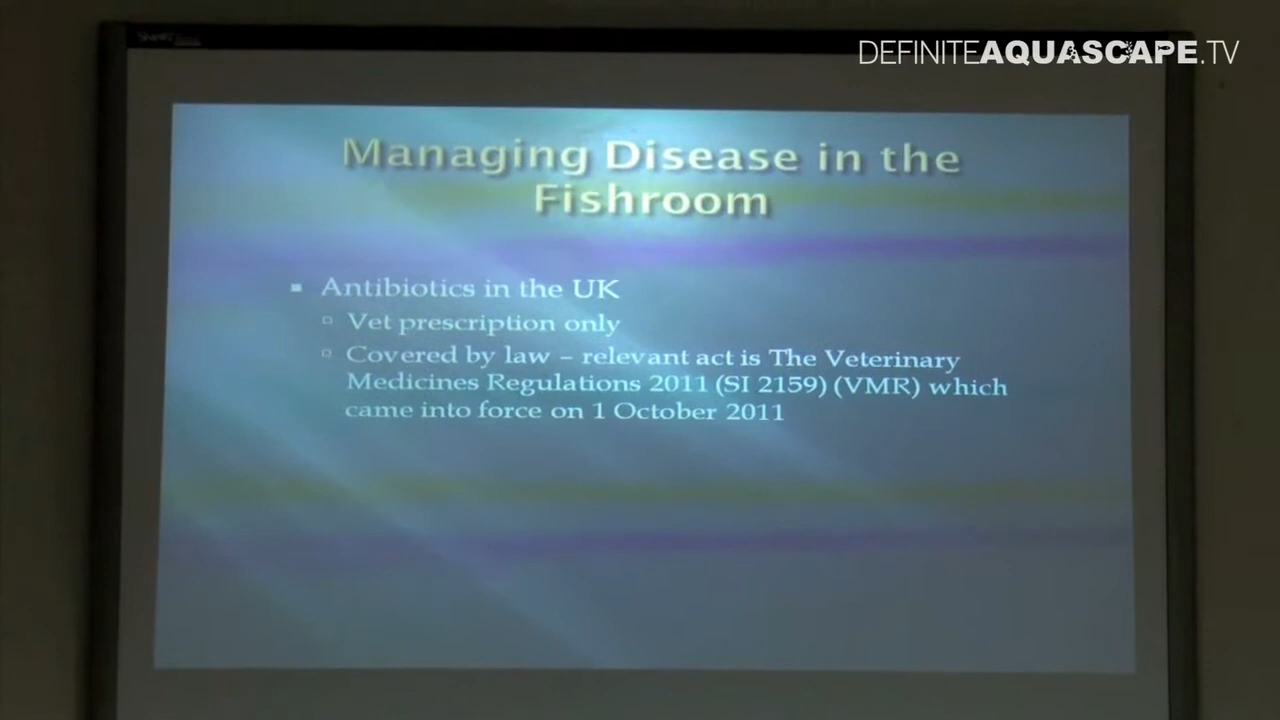 SMART
DEFINITEAQUASCAPE.TV
Managing Disease in the
Fishroom
▪ Antibiotics in the UK
▫ Vet prescription only
▫ Covered by law – relevant act is The Veterinary
Medicines Regulations 2011 (SI 2159) (VMR) which
came into force on 1 October 2011